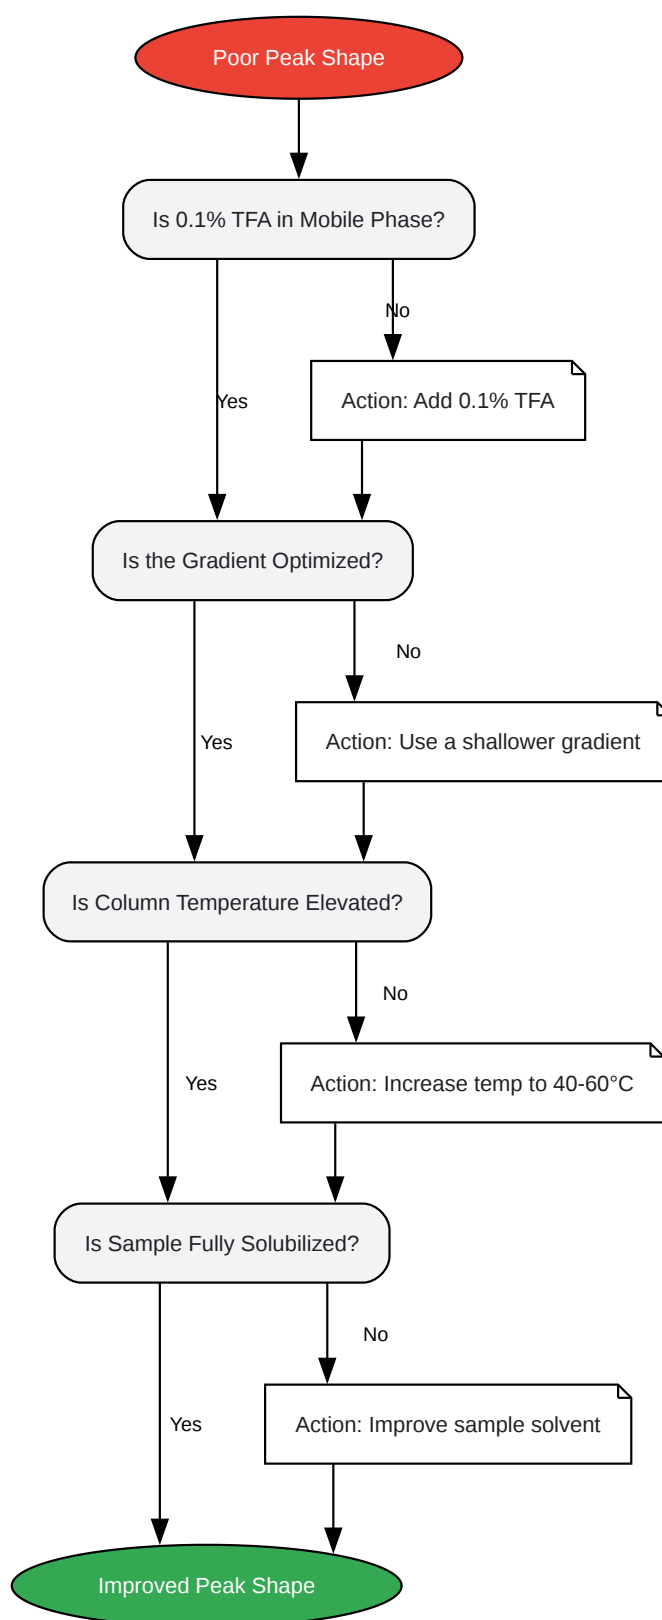 Poor Peak Shape
Is 0.1% TFA in Mobile Phase?
No
Yes
Action: Add 0.1% TFA
Is the Gradient Optimized?
No
Yes
Action: Use a shallower gradient
Is Column Temperature Elevated?
No
Yes
Action: Increase temp to 40-60°C
Is Sample Fully Solubilized?
No
Yes
Action: Improve sample solvent
Improved Peak Shape